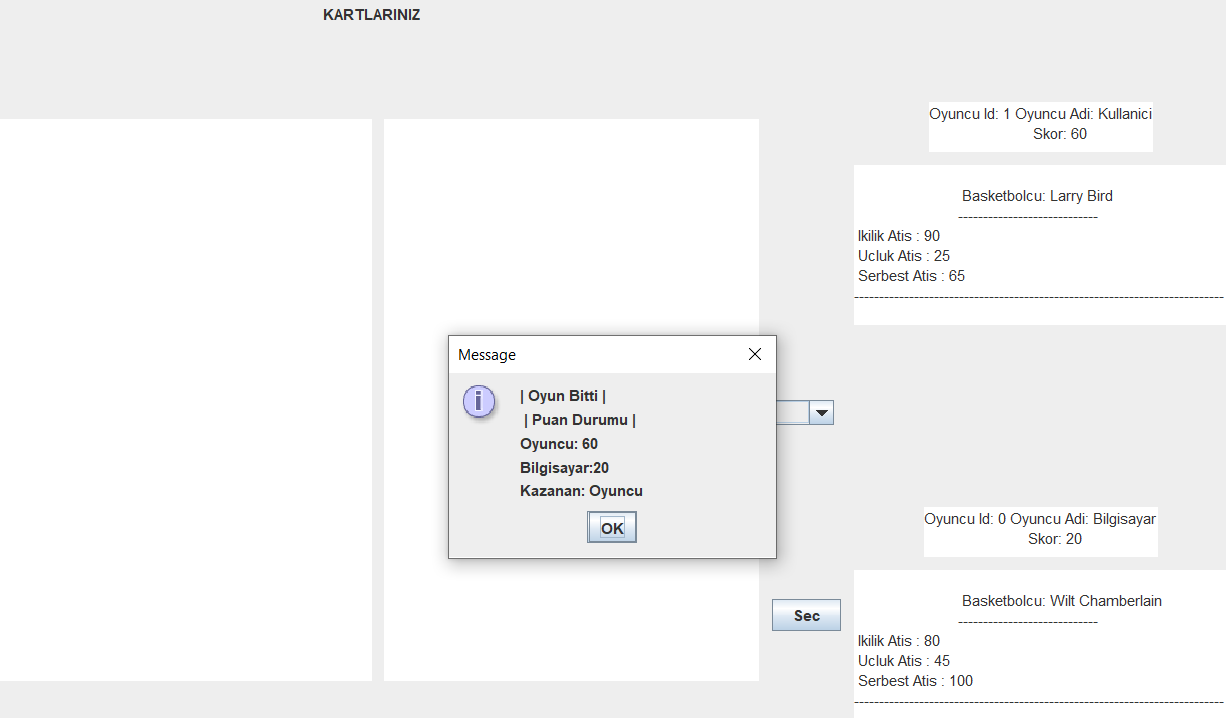 KARTLARINIZ
Oyuncu Id: 1 Oyuncu Adi: Kullanici
Skor: 60
Basketbolcu: Larry Bird
----------------------------
Ikilik Atis : 90
Ucluk Atis : 25
Serbest Atis : 65
--------------------------------------------------------------------------
Message
| Oyun Bitti |
| Puan Durumu |
Oyuncu: 60
Bilgisayar:20
Kazanan: Oyuncu
OK
Oyuncu Id: 0 Oyuncu Adi: Bilgisayar
Skor: 20
Sec
Basketbolcu: Wilt Chamberlain
----------------------------
Ikilik Atis : 80
Ucluk Atis : 45
Serbest Atis : 100
--------------------------------------------------------------------------